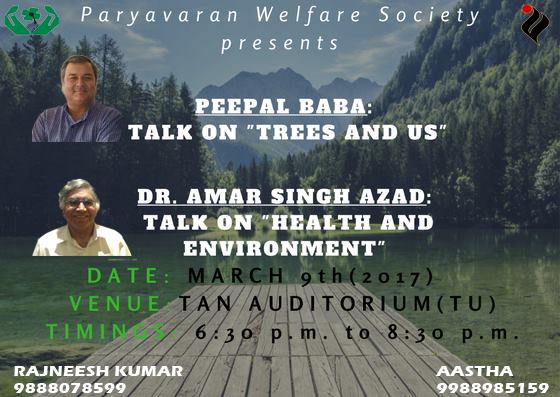 Paryavaran Welfare Society
presents
PEEPAL BABA:
TALK ON "TREES AND US"
DR. AMAR SINGH AZAD:
TALK ON "HEALTH AND
ENVIRONMENT"
DATE: MARCH 9th(2017)
VENUE:TAN AUDITORIUM(TU)
TIMINGS: 6:30 p.m. to 8:30 p.m.
RAJNEESH KUMAR
9888078599
AASTHA
9988985159